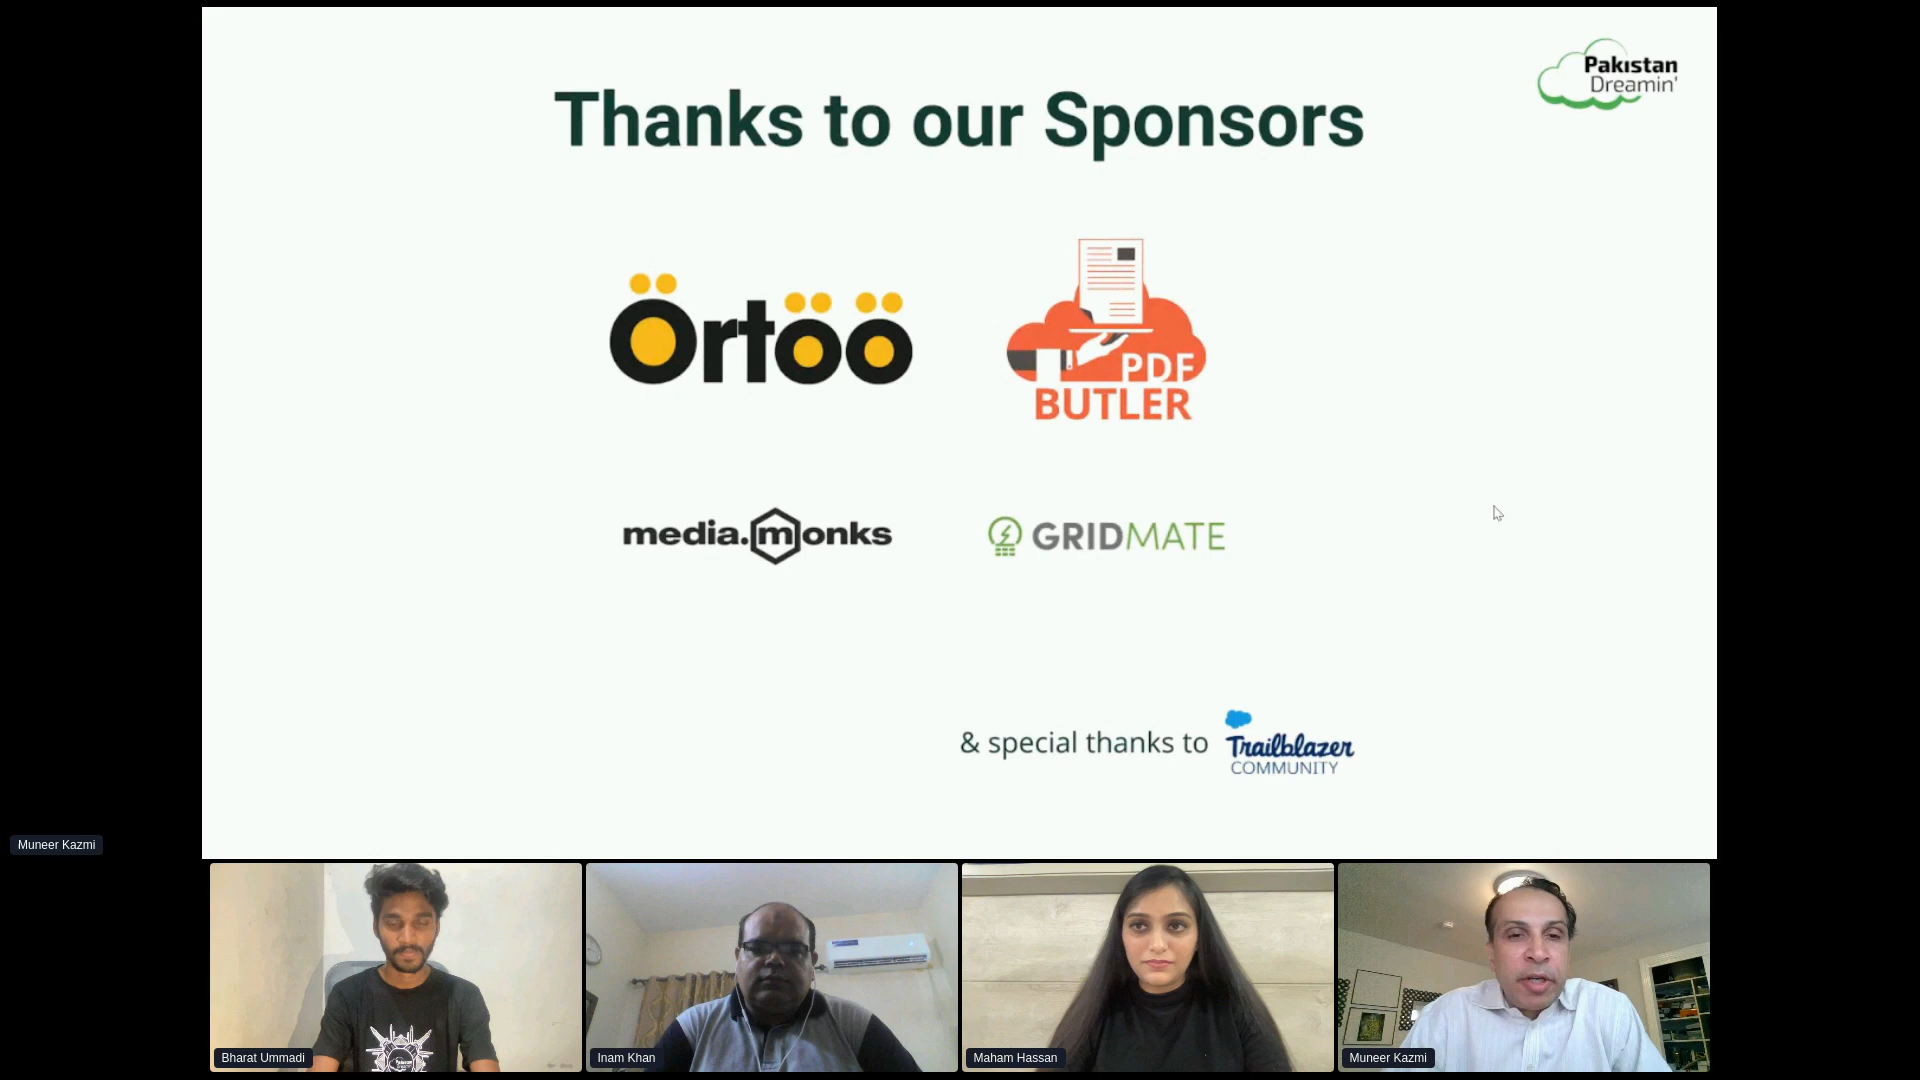 Pakistan
Dreamin'
Thanks to our Sponsors
Örtöö
PDF
BUTLER
media.monks
GRIDMATE
& special thanks to Trailblazer
COMMUNITY
Muneer Kazmi
Bharat Ummadi
Inam Khan
Maham Hassan
Muneer Kazmi